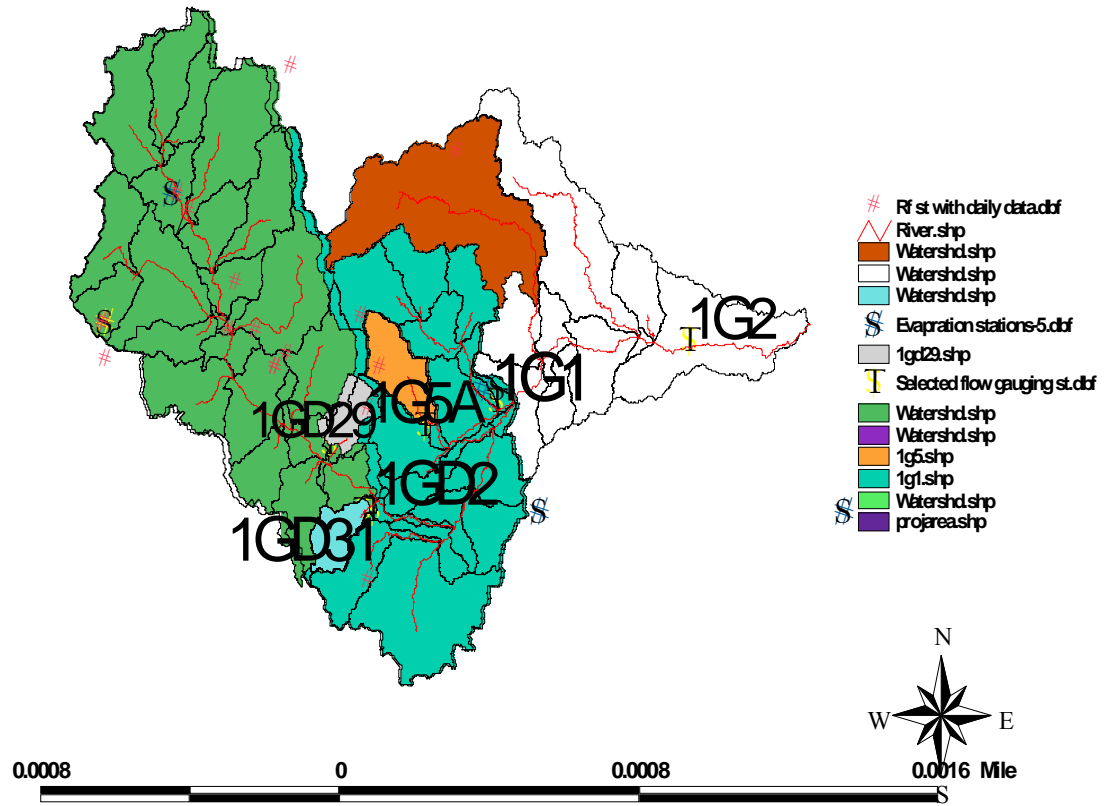 1G2
1G1
1G5A
1GD29
1GD2
1GD31
Rf st with daily data.dbf
River.shp
Watershd.shp
Watershd.shp
Watershd.shp
S Evapration stations-5.dbf
1gd29.shp
T Selected flow gauging st.dbf
Watershd.shp
Watershd.shp
1g5.shp
1g1.shp
Watershd.shp
projarea.shp
N
W E
S
0.0008 0 0.0008 0.0016 Mile